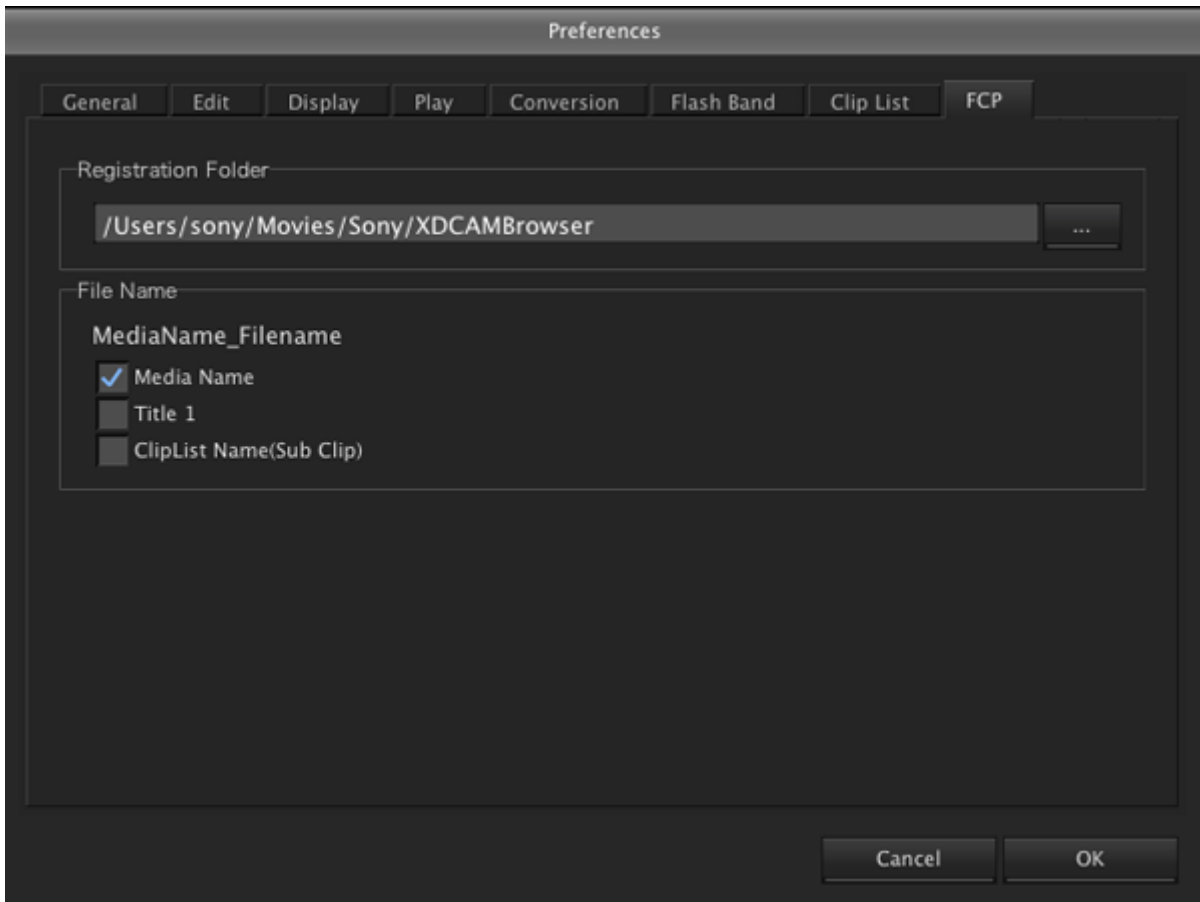 Preferences
General Edit Display Play Conversion Flash Band Clip List FCP
Registration Folder
/Users/sony/Movies/Sony/XDCAMBrowser ...
File Name
MediaName_Filename
Media Name
Title 1
ClipList Name(Sub Clip)
Cancel OK